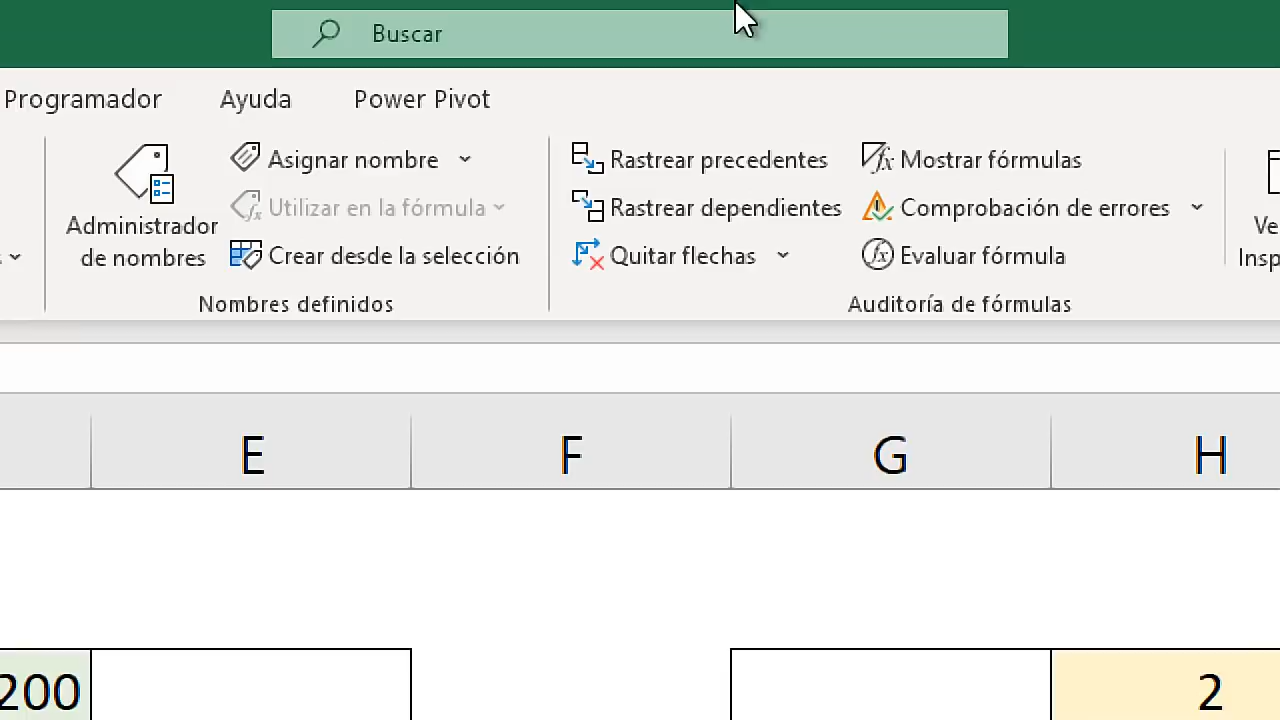 Buscar
Programador Ayuda Power Pivot
Asignar nombre Rastrear precedentes Mostrar fórmulas
Utilizar en la fórmula Rastrear dependientes Comprobación de errores
Administrador de nombres Crear desde la selección Quitar flechas Evaluar fórmula
Nombres definidos Auditoría de fórmulas
E F G H
200 2